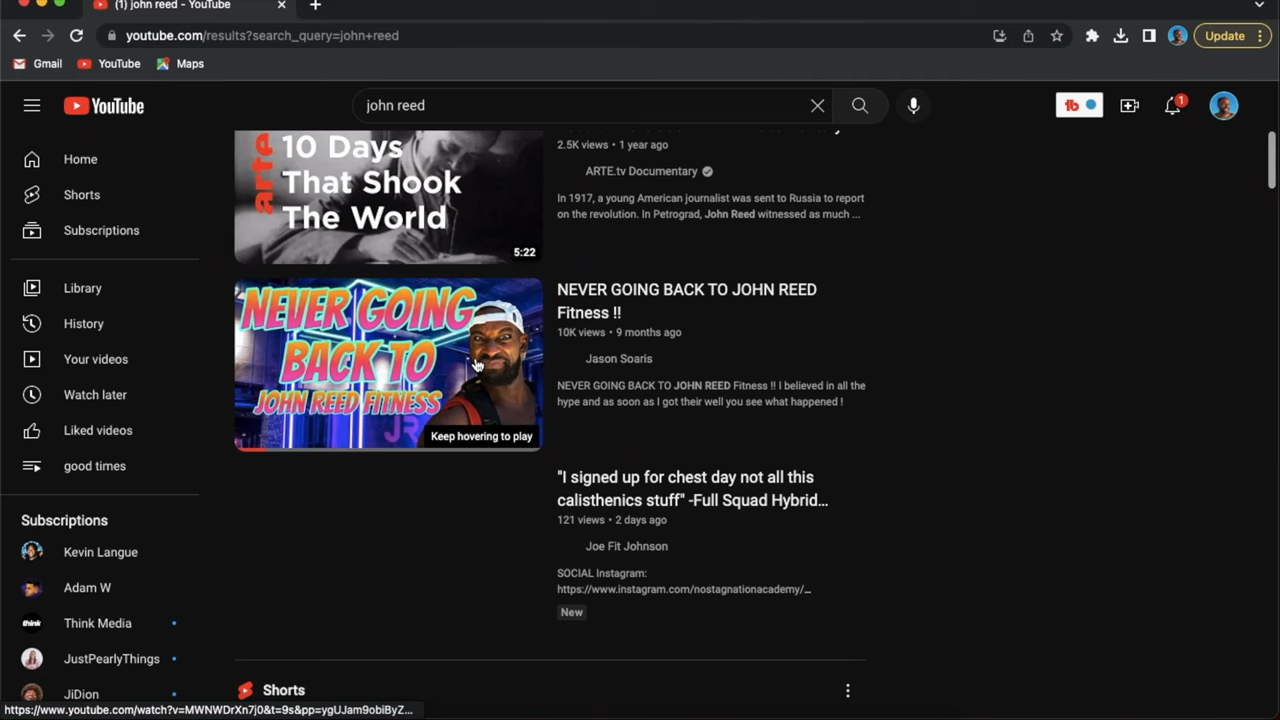 (1) john reed - YouTube
youtube.com/results?search_query=john+reed
Update
Gmail
YouTube
Maps
YouTube
john reed
tb
1
Home
Shorts
Subscriptions
Library
History
Your videos
Watch later
Liked videos
good times
Subscriptions
Kevin Langue
Adam W
think
Think Media
JustPearlyThings
JiDion
arte
10 Days
That Shook
The World
5:22
2.5K views • 1 year ago
ARTE.tv Documentary
In 1917, a young American journalist was sent to Russia to report
on the revolution. In Petrograd, John Reed witnessed as much ...
NEVER GOING
BACK TO
JOHN REED FITNESS
JR
Keep hovering to play
NEVER GOING BACK TO JOHN REED
Fitness !!
10K views • 9 months ago
Jason Soaris
NEVER GOING BACK TO JOHN REED Fitness !! I believed in all the
hype and as soon as I got their well you see what happened !
"I signed up for chest day not all this
calisthenics stuff" -Full Squad Hybrid...
121 views • 2 days ago
Joe Fit Johnson
SOCIAL Instagram:
https://www.instagram.com/nostagnationacademy/...
New
Shorts
https://www.youtube.com/watch?v=MWNWDrXn7j0&t=9s&pp=ygUJam9obiByZ...